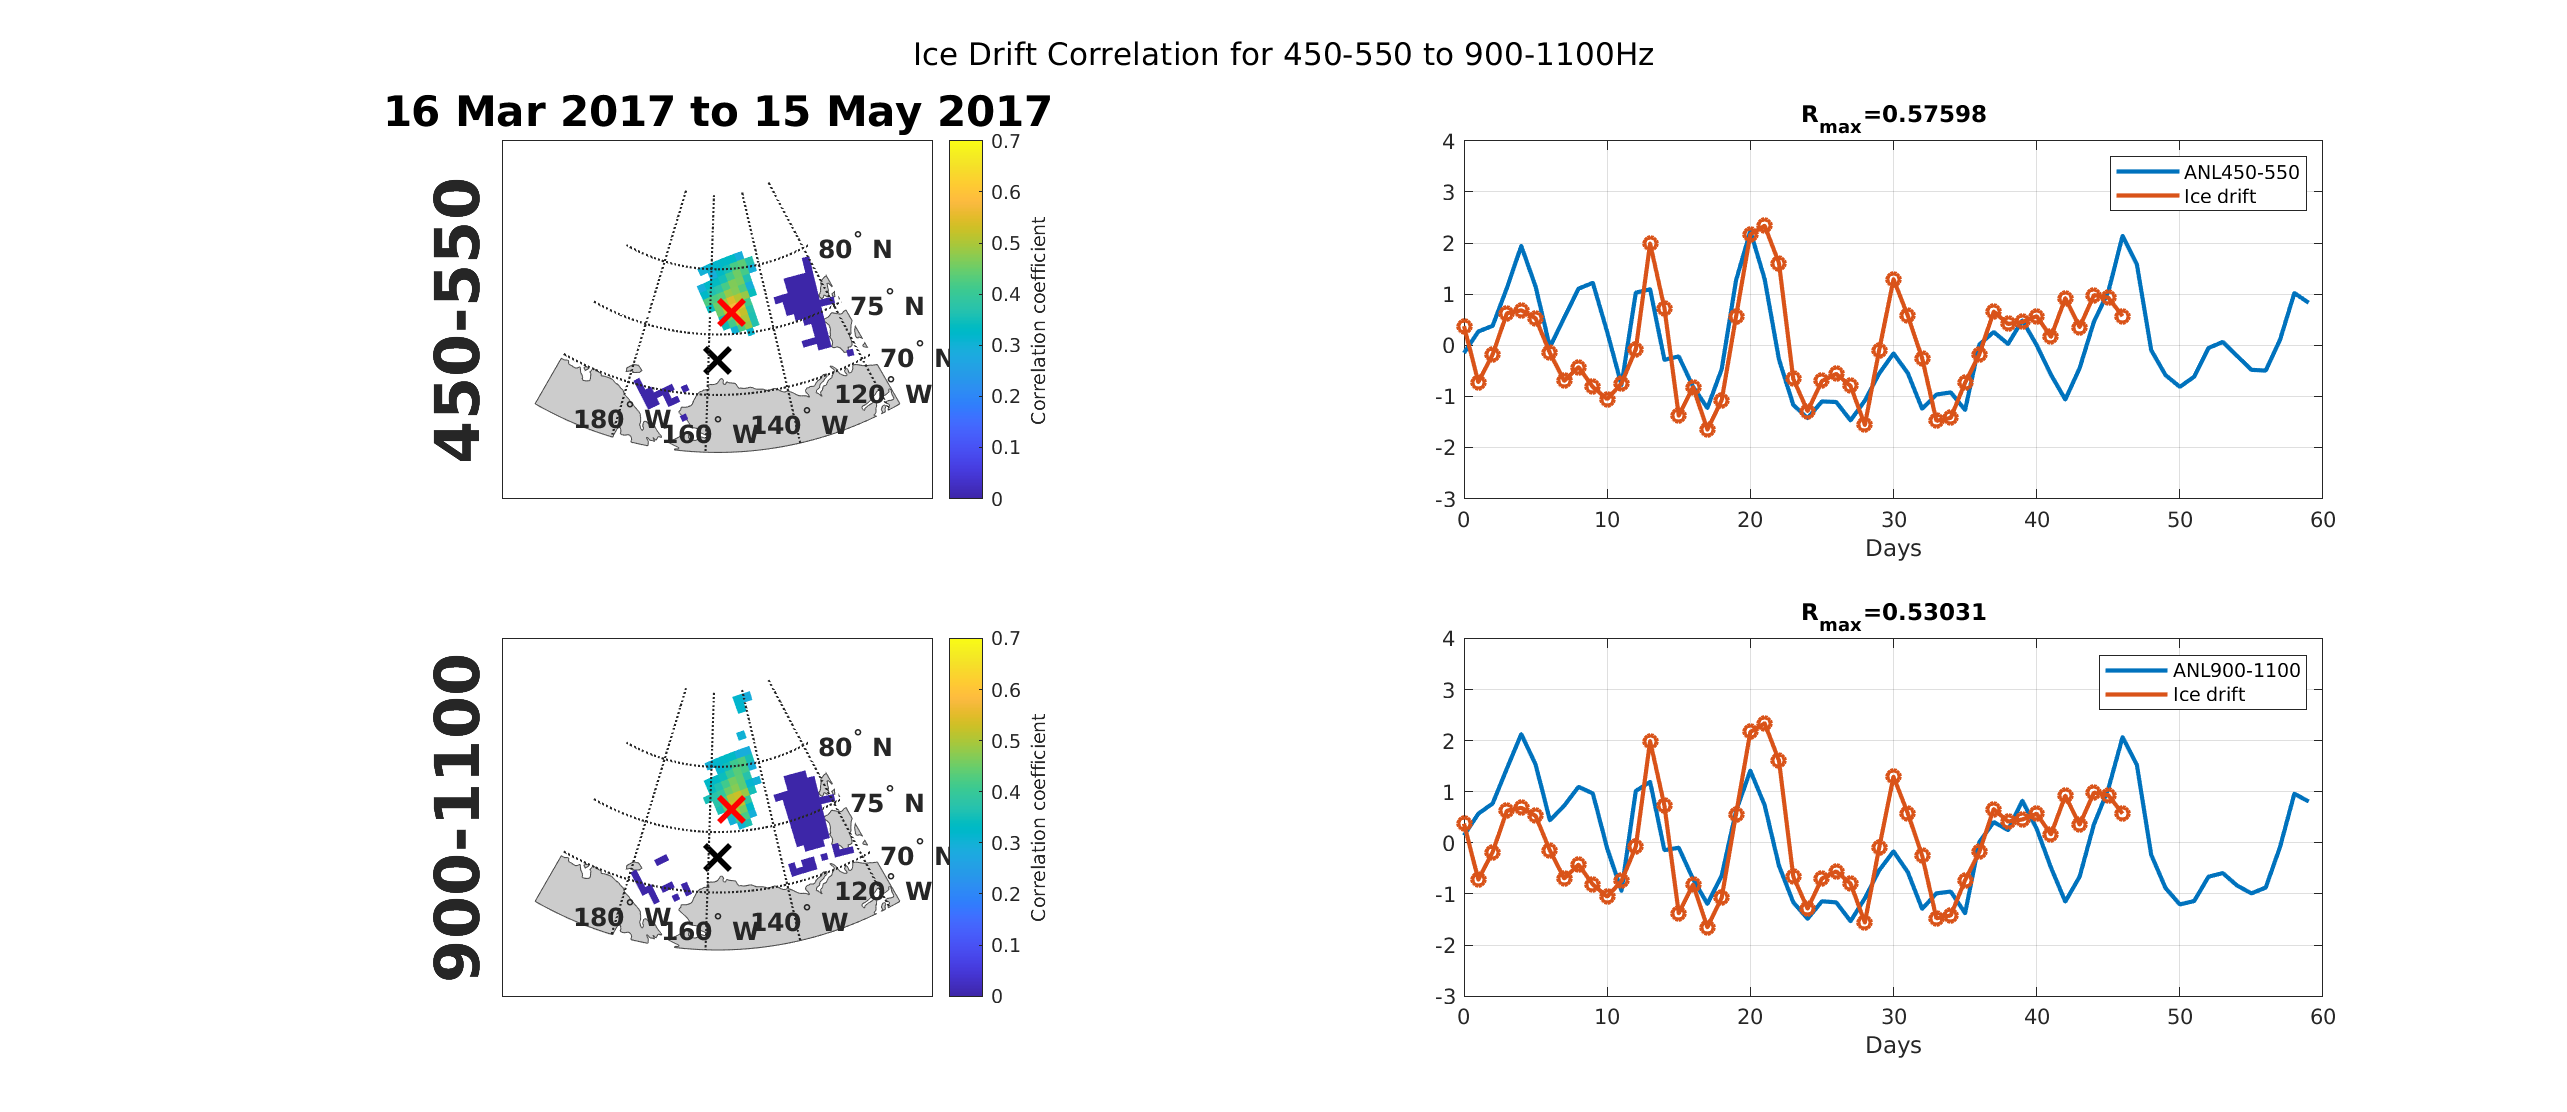 Ice Drift Correlation for 450-550 to 900-1100Hz
16 Mar 2017 to 15 May 2017
450-550
80° N
75° N
70° N
120° W
180° W
160° W
140° W
0.7
0.6
0.5
0.4
0.3
0.2
0.1
0
Correlation coefficient
Rmax=0.57598
4
3
2
1
0
-1
-2
-3
0 10 20 30 40 50 60
Days
ANL450-550
Ice drift
900-1100
80° N
75° N
70° N
120° W
180° W
160° W
140° W
0.7
0.6
0.5
0.4
0.3
0.2
0.1
0
Correlation coefficient
Rmax=0.53031
4
3
2
1
0
-1
-2
-3
0 10 20 30 40 50 60
Days
ANL900-1100
Ice drift